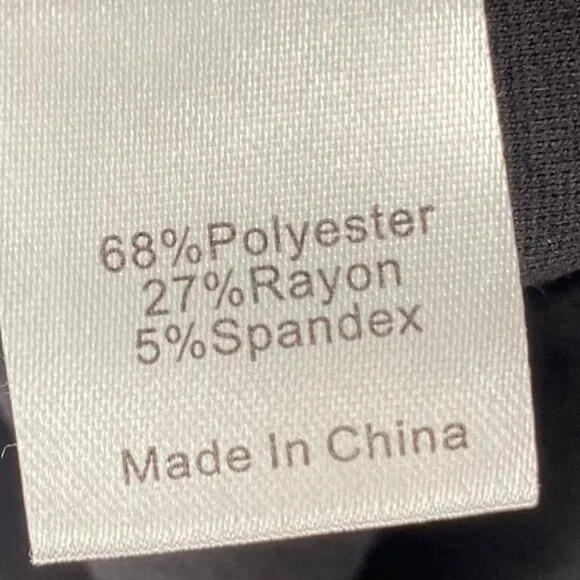 68%Polyester
27%Rayon
5%Spandex
Made In China